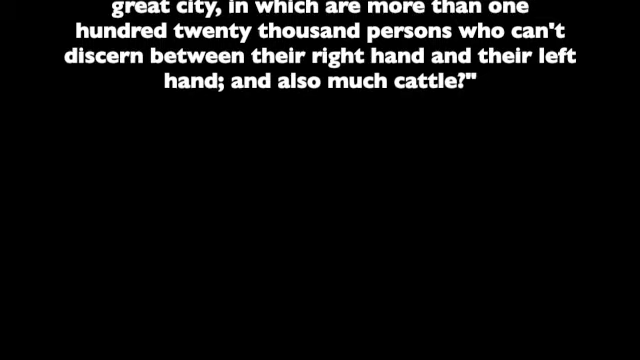 great city, in which are more than one
hundred twenty thousand persons who can't
discern between their right hand and their left
hand; and also much cattle?"